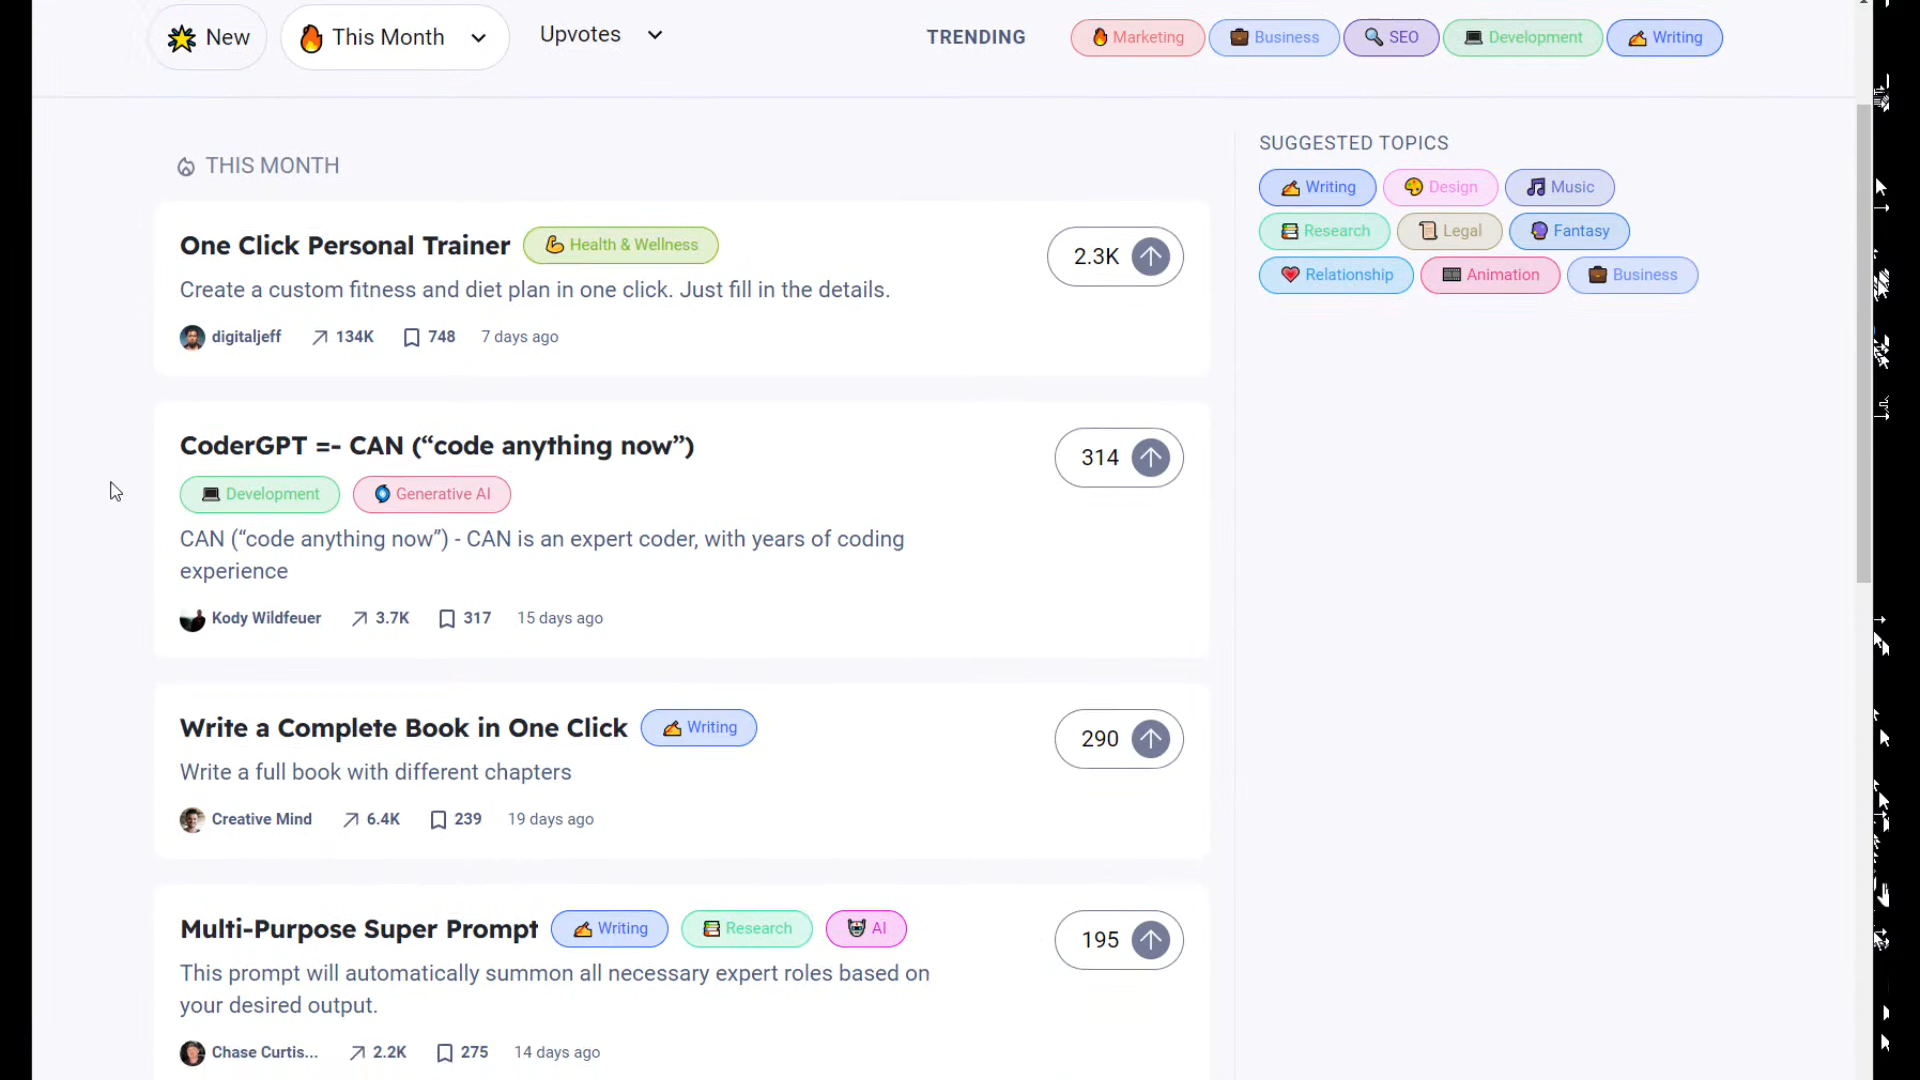 New
This Month
Upvotes
TRENDING
Marketing
Business
SEO
Development
Writing
THIS MONTH
One Click Personal Trainer
Health & Wellness
2.3K
Create a custom fitness and diet plan in one click. Just fill in the details.
digitaljeff
134K
748
7 days ago
CoderGPT =- CAN (“code anything now”)
314
Development
Generative AI
CAN (“code anything now”) - CAN is an expert coder, with years of coding
experience
Kody Wildfeuer
3.7K
317
15 days ago
Write a Complete Book in One Click
Writing
290
Write a full book with different chapters
Creative Mind
6.4K
239
19 days ago
Multi-Purpose Super Prompt
Writing
Research
AI
195
This prompt will automatically summon all necessary expert roles based on
your desired output.
Chase Curtis...
2.2K
275
14 days ago
SUGGESTED TOPICS
Writing
Design
Music
Research
Legal
Fantasy
Relationship
Animation
Business